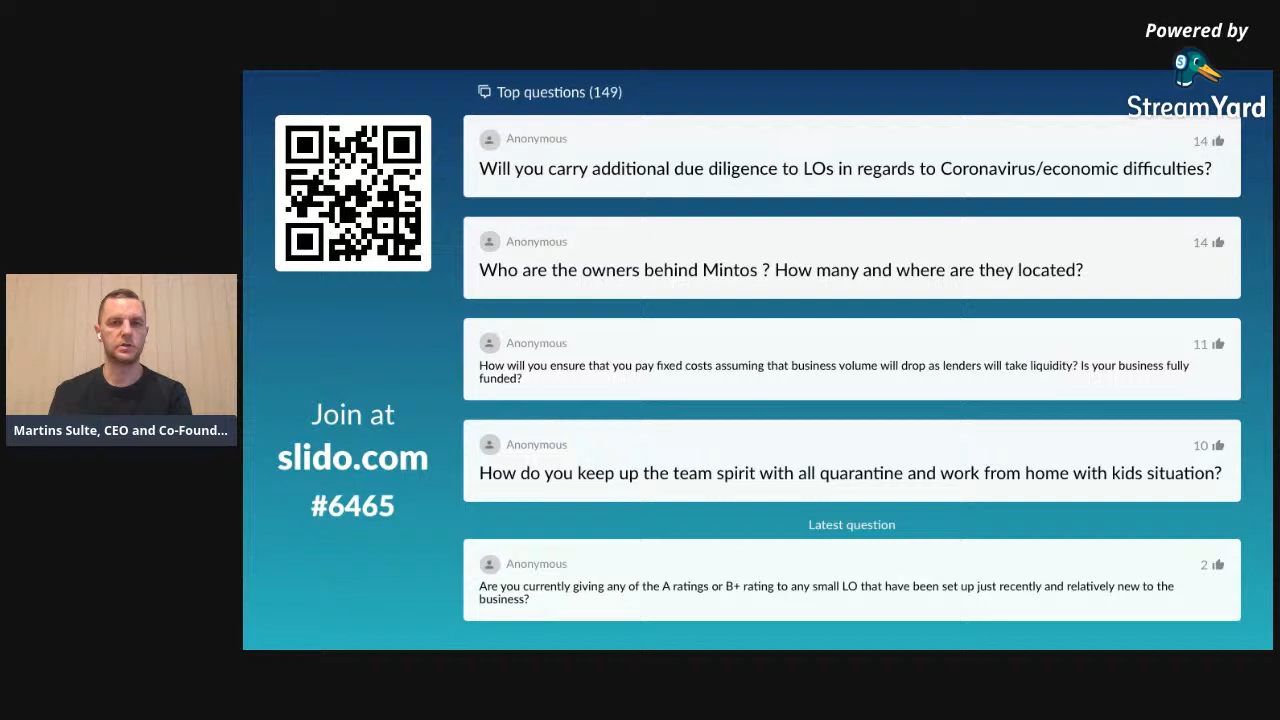 Powered by
StreamYard
Top questions (149)
Anonymous
14
Will you carry additional due diligence to LOs in regards to Coronavirus/economic difficulties?
Anonymous
14
Who are the owners behind Mintos ? How many and where are they located?
Anonymous
11
How will you ensure that you pay fixed costs assuming that business volume will drop as lenders will take liquidity? Is your business fully
funded?
Anonymous
10
How do you keep up the team spirit with all quarantine and work from home with kids situation?
Latest question
Anonymous
2
Are you currently giving any of the A ratings or B+ rating to any small LO that have been set up just recently and relatively new to the
business?
Join at
slido.com
#6465
Martins Sulte, CEO and Co-Found...